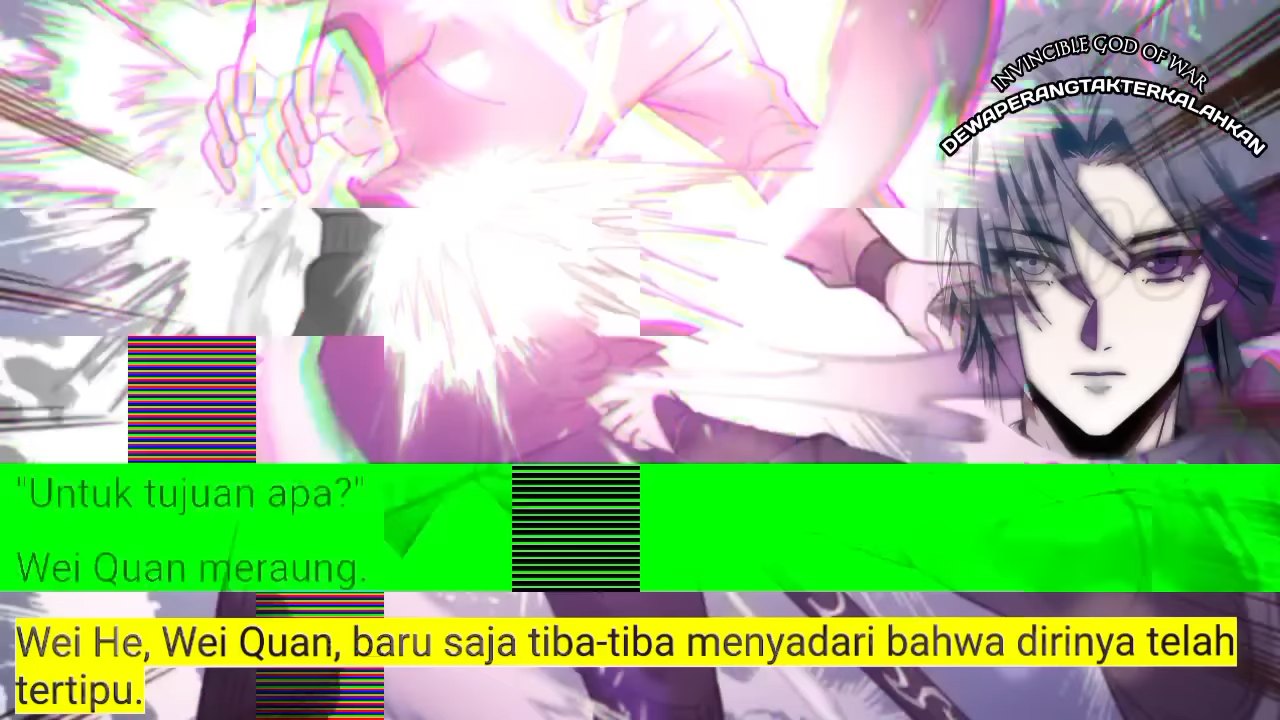 INVINCIBLE GOD OF WAR
DEWAPERANGTAKTERKALAHKAN
"Untuk tujuan apa?"
Wei Quan meraung.
Wei He, Wei Quan, baru saja tiba-tiba menyadari bahwa dirinya telah
tertipu.